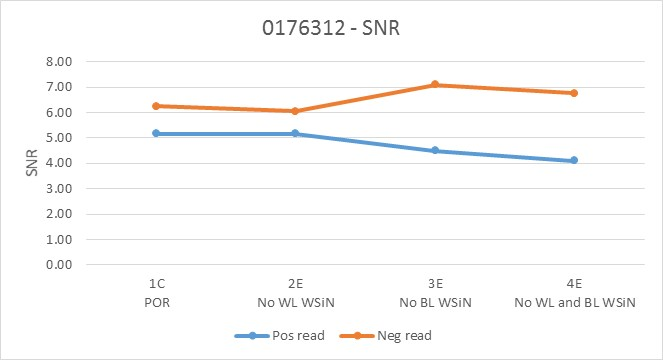 0176312 - SNR
8.00
7.00
6.00
5.00
4.00
3.00
2.00
1.00
0.00
SNR
1C 2E 3E 4E
POR No WL WSiN No BL WSiN No WL and BL WSiN
Pos read Neg read